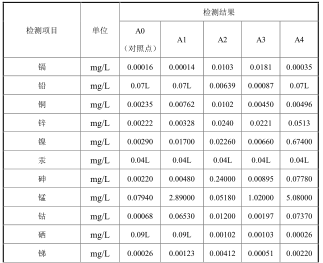 检测项目 单位 检测结果
A0 (对照点) A1 A2 A3 A4
镉 mg/L 0.00016 0.00014 0.0103 0.0181 0.00035
铅 mg/L 0.07L 0.07L 0.00639 0.00087 0.07L
铜 mg/L 0.00235 0.00762 0.0102 0.00450 0.00496
锌 mg/L 0.00222 0.00328 0.0240 0.0221 0.0513
镍 mg/L 0.00290 0.01700 0.02260 0.00660 0.67400
汞 mg/L 0.04L 0.04L 0.04L 0.04L 0.04L
砷 mg/L 0.00220 0.00480 0.24000 0.00895 0.07780
锰 mg/L 0.07940 2.89000 0.05180 1.02000 5.08000
钴 mg/L 0.00068 0.06530 0.01200 0.00197 0.07370
硒 mg/L 0.09L 0.09L 0.00102 0.00103 0.00026
锑 mg/L 0.00026 0.00123 0.00412 0.00051 0.00220